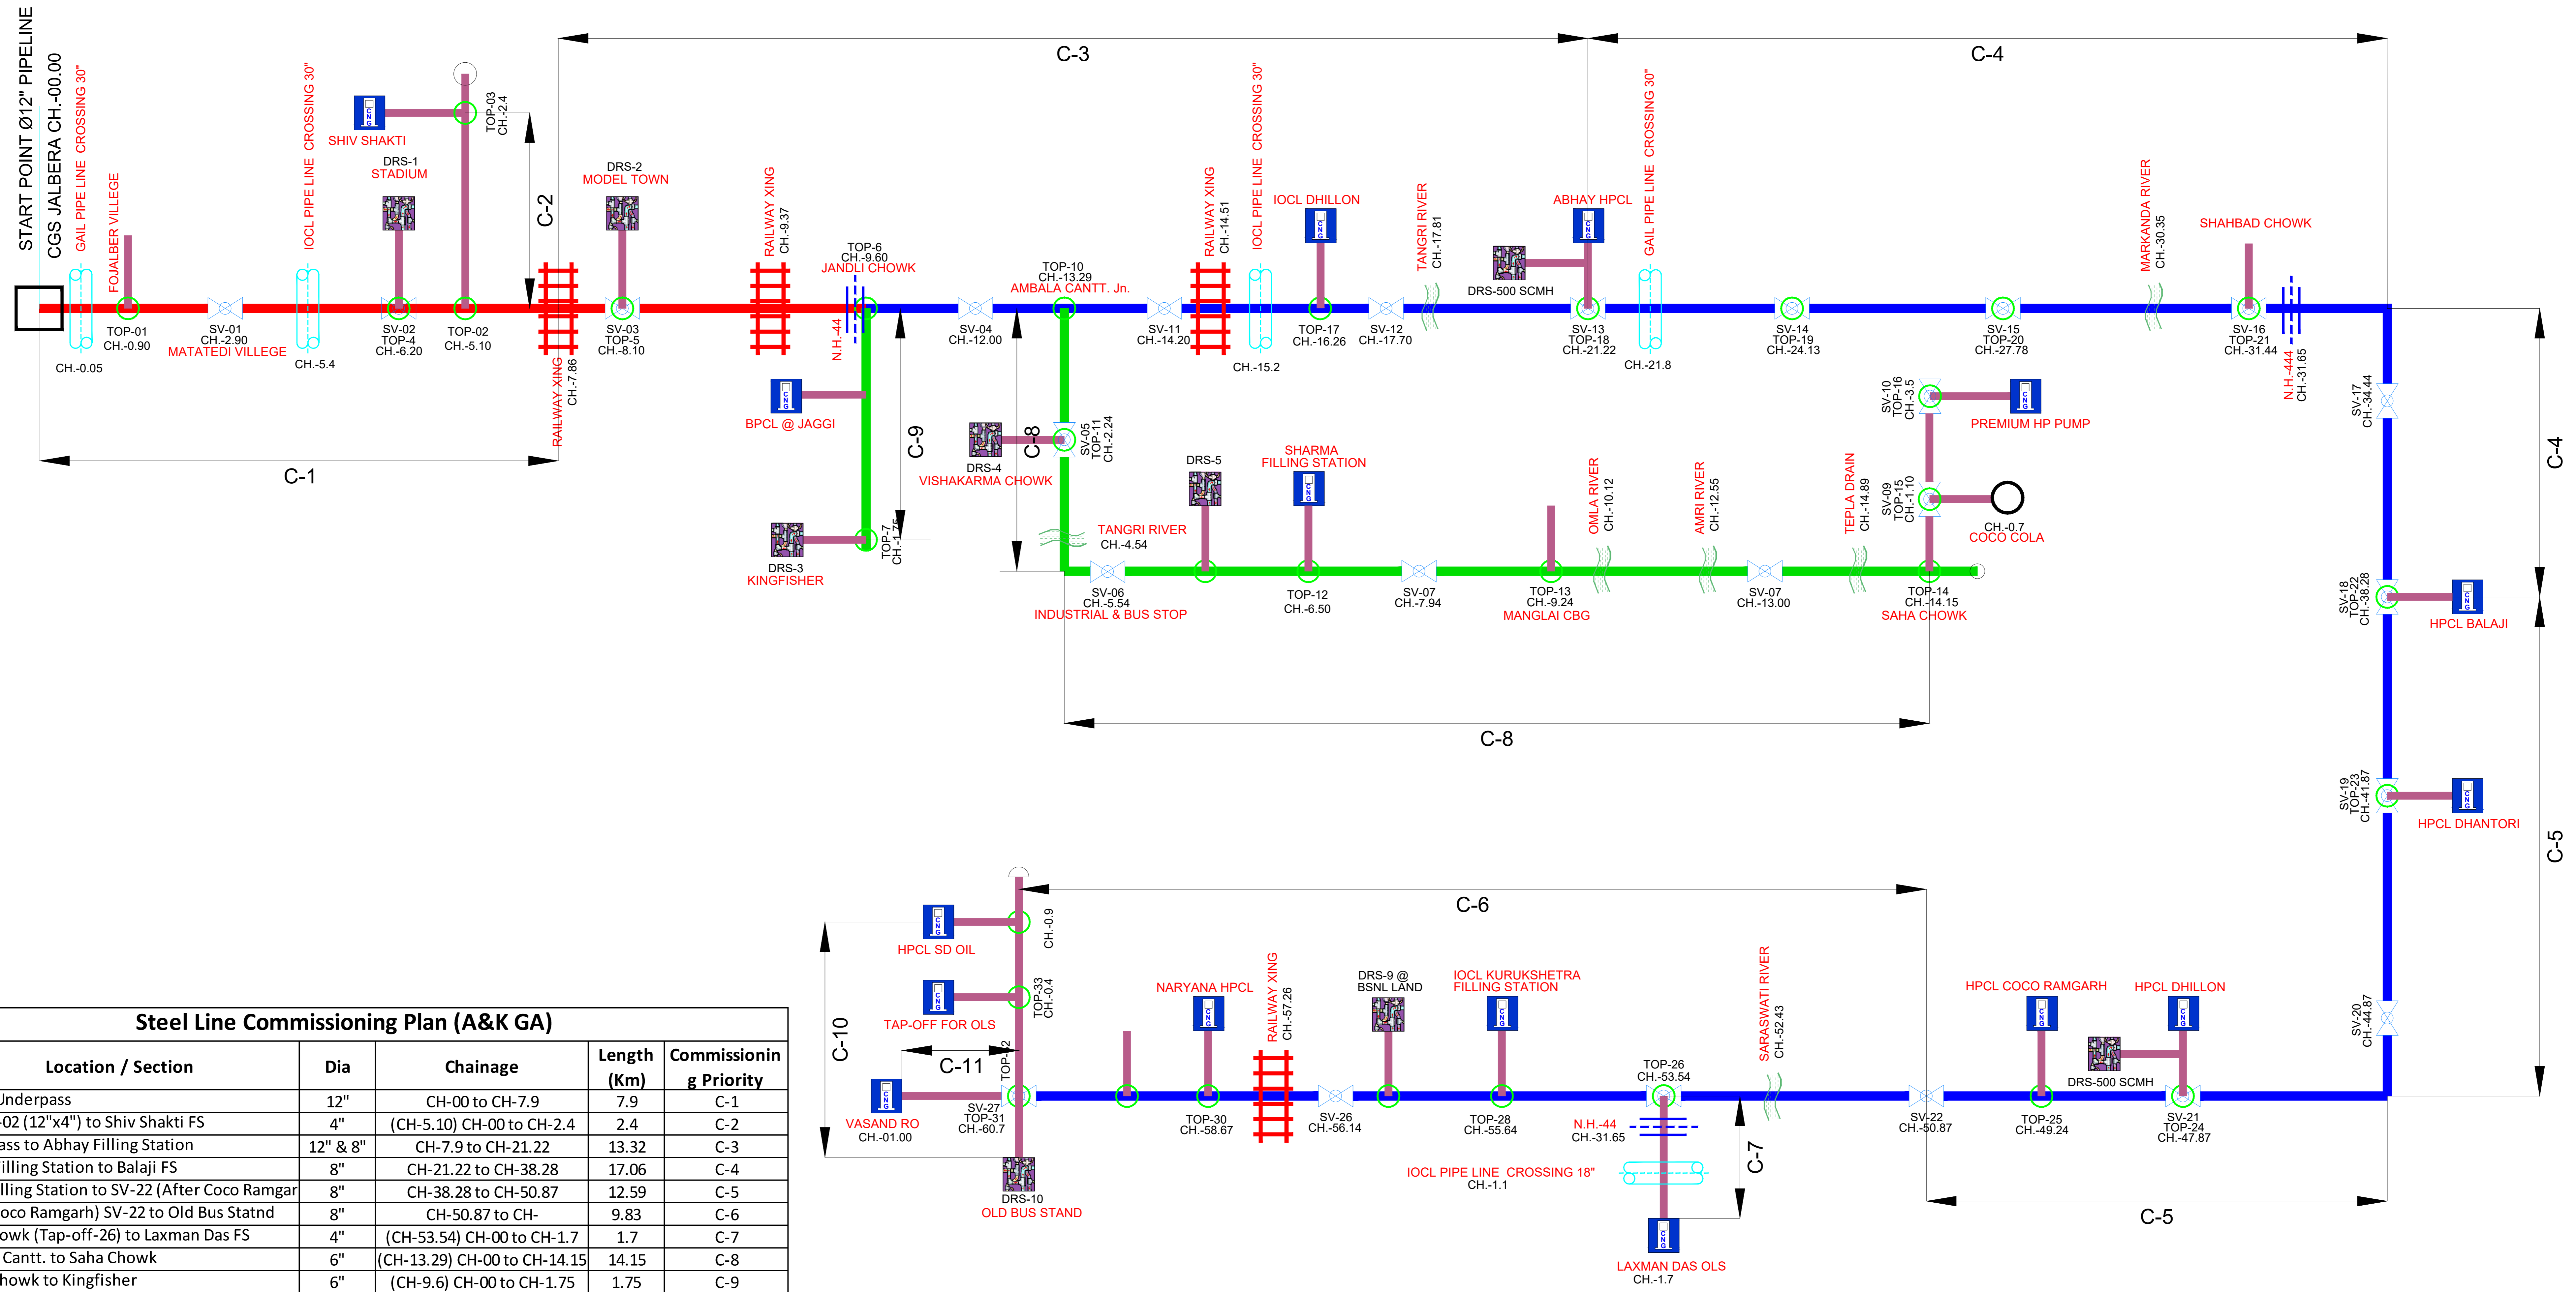 START POINT Ø12" PIPELINE
CGS JALBERA CH.-00.00
GAIL PIPE LINE CROSSING 30"
CH.-0.05
FOJALBER VILLEGE
TOP-01
CH.-0.90
SV-01
CH.-2.90
MATATEDI VILLEGE
IOCL PIPE LINE CROSSING 30"
CH.-5.4
CNG
SHIV SHAKTI
DRS-1
STADIUM
SV-02
TOP-4
CH.-6.20
TOP-03
CH.-2.4
TOP-02
CH.-5.10
C-2
C-1
RAILWAY XING
CH.-7.86
DRS-2
MODEL TOWN
SV-03
TOP-5
CH.-8.10
RAILWAY XING
CH.-9.37
C-3
TOP-6
CH.-9.60
JANDLI CHOWK
N.H.-44
CNG
BPCL @ JAGGI
C-9
TOP-7
CH.-1.75
DRS-3
KINGFISHER
SV-04
CH.-12.00
TOP-10
CH.-13.29
AMBALA CANTT. Jn.
C-8
SV-05
TOP-11
CH.-2.24
DRS-4
VISHAKARMA CHOWK
SV-11
CH.-14.20
RAILWAY XING
CH.-14.51
IOCL PIPE LINE CROSSING 30"
CH.-15.2
IOCL DHILLON
CNG
TOP-17
CH.-16.26
SV-12
CH.-17.70
TANGRI RIVER
CH.-17.81
DRS-500 SCMH
ABHAY HPCL
CNG
SV-13
TOP-18
CH.-21.22
C-4
GAIL PIPE LINE CROSSING 30"
CH.-21.8
SV-14
TOP-19
CH.-24.13
SV-15
TOP-20
CH.-27.78
MARKANDA RIVER
CH.-30.35
SHAHBAD CHOWK
SV-16
TOP-21
CH.-31.44
N.H.-444
CH.-31.65
SV-17
CH.-34.44
C-4
TANGRI RIVER
CH.-4.54
SV-06
CH.-5.54
INDUSTRIAL & BUS STOP
DRS-5
SHARMA
FILLING STATION
CNG
TOP-12
CH.-6.50
SV-07
CH.-7.94
TOP-13
CH.-9.24
MANGLAI CBG
OMLA RIVER
CH.-10.12
AMRI RIVER
CH.-12.55
SV-07
CH.-13.00
TEPLA DRAIN
CH.-14.89
TOP-14
CH.-14.15
SAHA CHOWK
SV-10
TOP-16
CH.-3.5
CNG
PREMIUM HP PUMP
SV-09
TOP-15
CH.-1.10
CH.-0.7
COCO COLA
C-8
SV-18
TOP-22
CH.-38.28
CNG
HPCL BALAJI
SV-19
TOP-23
CH.-41.87
CNG
HPCL DHANTORI
C-5
SV-20
CH.-44.87
C-6
CNG
HPCL SD OIL
CH.-0.9
CNG
TAP-OFF FOR OLS
TOP-33
CH.-0.4
C-10
C-11
CNG
VASAND RO
CH.-01.00
SV-27
TOP-31
CH.-60.7
DRS-10
OLD BUS STAND
NARYANA HPCL
CNG
TOP-30
CH.-58.67
RAILWAY XING
CH.-57.26
SV-26
CH.-56.14
DRS-9 @
BSNL LAND
IOCL KURUKSHETRA
FILLING STATION
CNG
TOP-28
CH.-55.64
TOP-26
CH.-53.54
N.H.-44
CH.-31.65
IOCL PIPE LINE CROSSING 18"
CH.-1.1
C-7
CNG
LAXMAN DAS OLS
CH.-1.7
SARASWATI RIVER
CH.-52.43
SV-22
CH.-50.87
HPCL COCO RAMGARH
CNG
TOP-25
CH.-49.24
HPCL DHILLON
CNG
DRS-500 SCMH
SV-21
TOP-24
CH.-47.87
C-5
Steel Line Commissioning Plan (A&K GA)
Location / Section Dia Chainage Length (Km) Commissionin g Priority
Underpass 12" CH-00 to CH-7.9 7.9 C-1
-02 (12"x4") to Shiv Shakti FS 4" (CH-5.10) CH-00 to CH-2.4 2.4 C-2
ass to Abhay Filling Station 12" & 8" CH-7.9 to CH-21.22 13.32 C-3
illing Station to Balaji FS 8" CH-21.22 to CH-38.28 17.06 C-4
lling Station to SV-22 (After Coco Ramgar 8" CH-38.28 to CH-50.87 12.59 C-5
oco Ramgarh) SV-22 to Old Bus Statnd 8" CH-50.87 to CH- 9.83 C-6
owk (Tap-off-26) to Laxman Das FS 4" (CH-53.54) CH-00 to CH-1.7 1.7 C-7
Cantt. to Saha Chowk 6" (CH-13.29) CH-00 to CH-14.15 14.15 C-8
howk to Kingfisher 6" (CH-9.6) CH-00 to CH-1.75 1.75 C-9